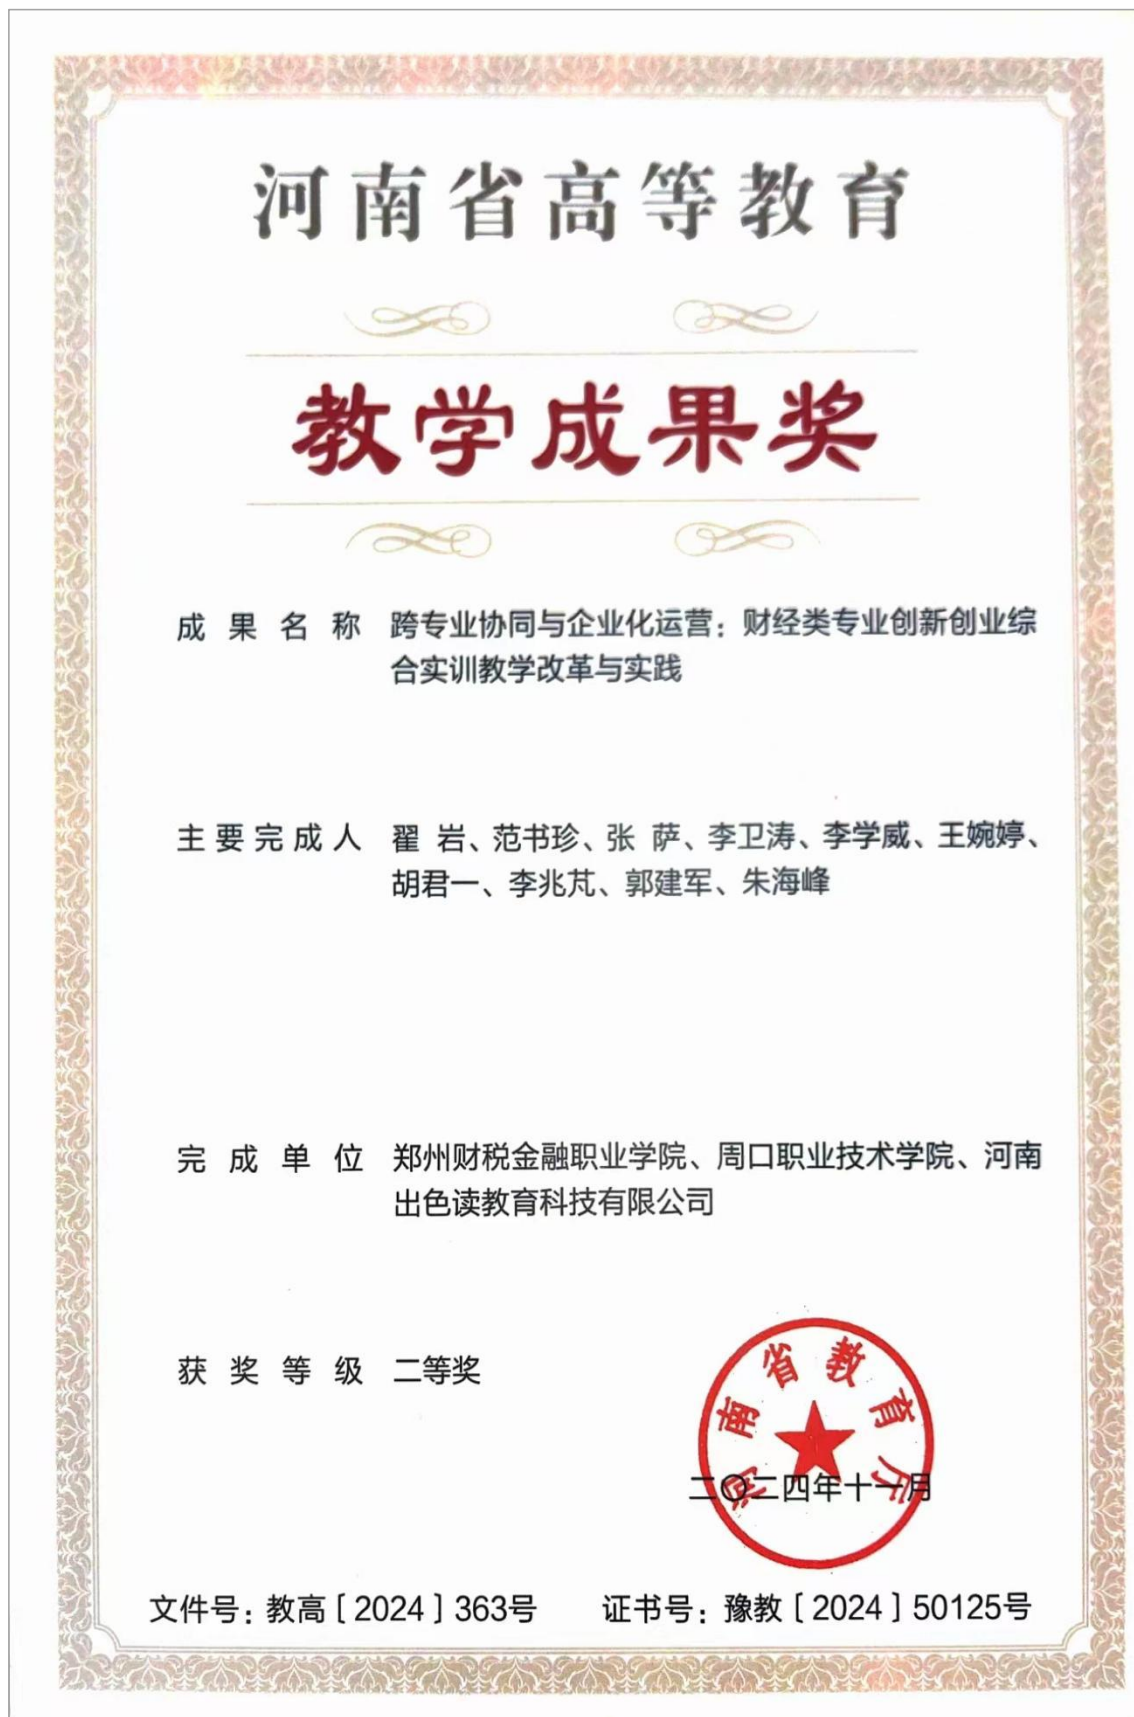 河南省高等教育
教学成果奖
成果名称 跨专业协同与企业化运营：财经类专业创新创业综
合实训教学改革与实践
主要完成人 翟 岩、范书珍、张 萨、李卫涛、李学威、王婉婷、
胡君一、李兆芃、郭建军、朱海峰
完成单位 郑州财税金融职业学院、周口职业技术学院、河南
出色读教育科技有限公司
获奖等级 二等奖
河南省教育厅
二〇二四年十一月
文件号：教高〔2024〕363号 证书号：豫教〔2024〕50125号